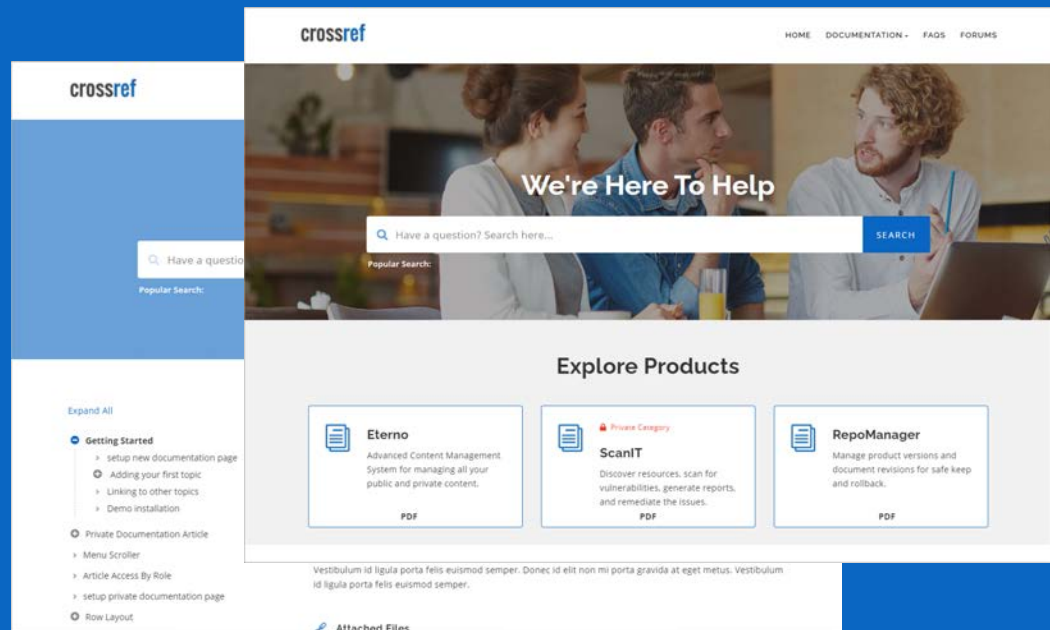 crossref
HOME DOCUMENTATION FAQS FORUMS
We're Here To Help
Have a question? Search here...
SEARCH
Popular Search:
Explore Products
Eterno
Advanced Content Management
System for managing all your
public and private content.
PDF
Private Category
ScanIT
Discover resources, scan for
vulnerabilities, generate reports,
and remediate the issues.
PDF
RepoManager
Manage product versions and
document revisions for safe keep
and rollback.
PDF
crossref
Have a questio
Popular Search:
Expand All
Getting Started
setup new documentation page
Adding your first topic
Linking to other topics
Demo installation
Private Documentation Article
Menu Scroller
Article Access By Role
setup private documentation page
Row Layout
Vestibulum id ligula porta felis euismod semper. Donec id elit non mi porta gravida at eget metus. Vestibulum
id ligula porta felis euismod semper.
Attached Files